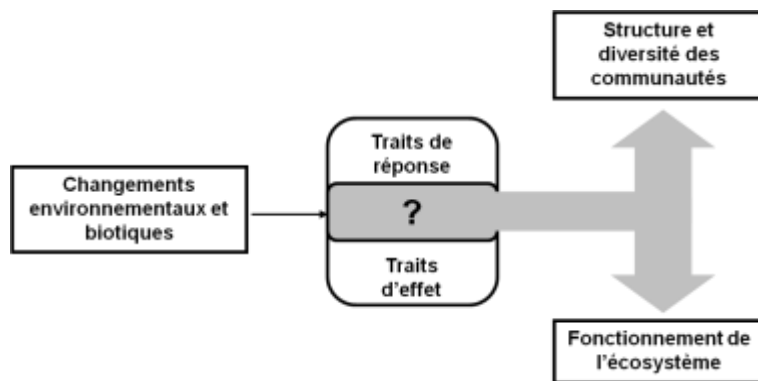 Structure et
diversité des
communautés
Traits de
réponse
Changements
environnementaux et
biotiques
?
Traits
d'effet
Fonctionnement de
l'écosystème